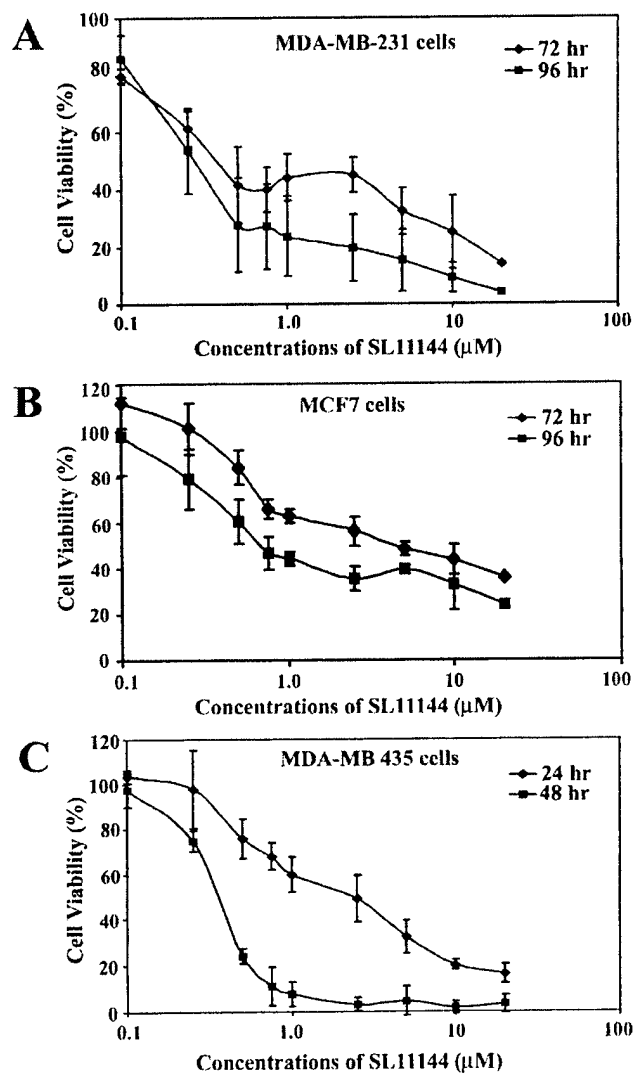 A
MDA-MB-231 cells
72 hr
96 hr
100
80
60
40
20
0
Cell Viability (%)
0.1 1.0 10 100
Concentrations of SL11144 (μM)
B
MCF7 cells
72 hr
96 hr
120
100
80
60
40
20
0
Cell Viability (%)
0.1 1.0 10 100
Concentrations of SL11144 (μM)
C
MDA-MB 435 cells
24 hr
48 hr
120
100
80
60
40
20
0
Cell Viability (%)
0.1 1.0 10 100
Concentrations of SL11144 (μM)